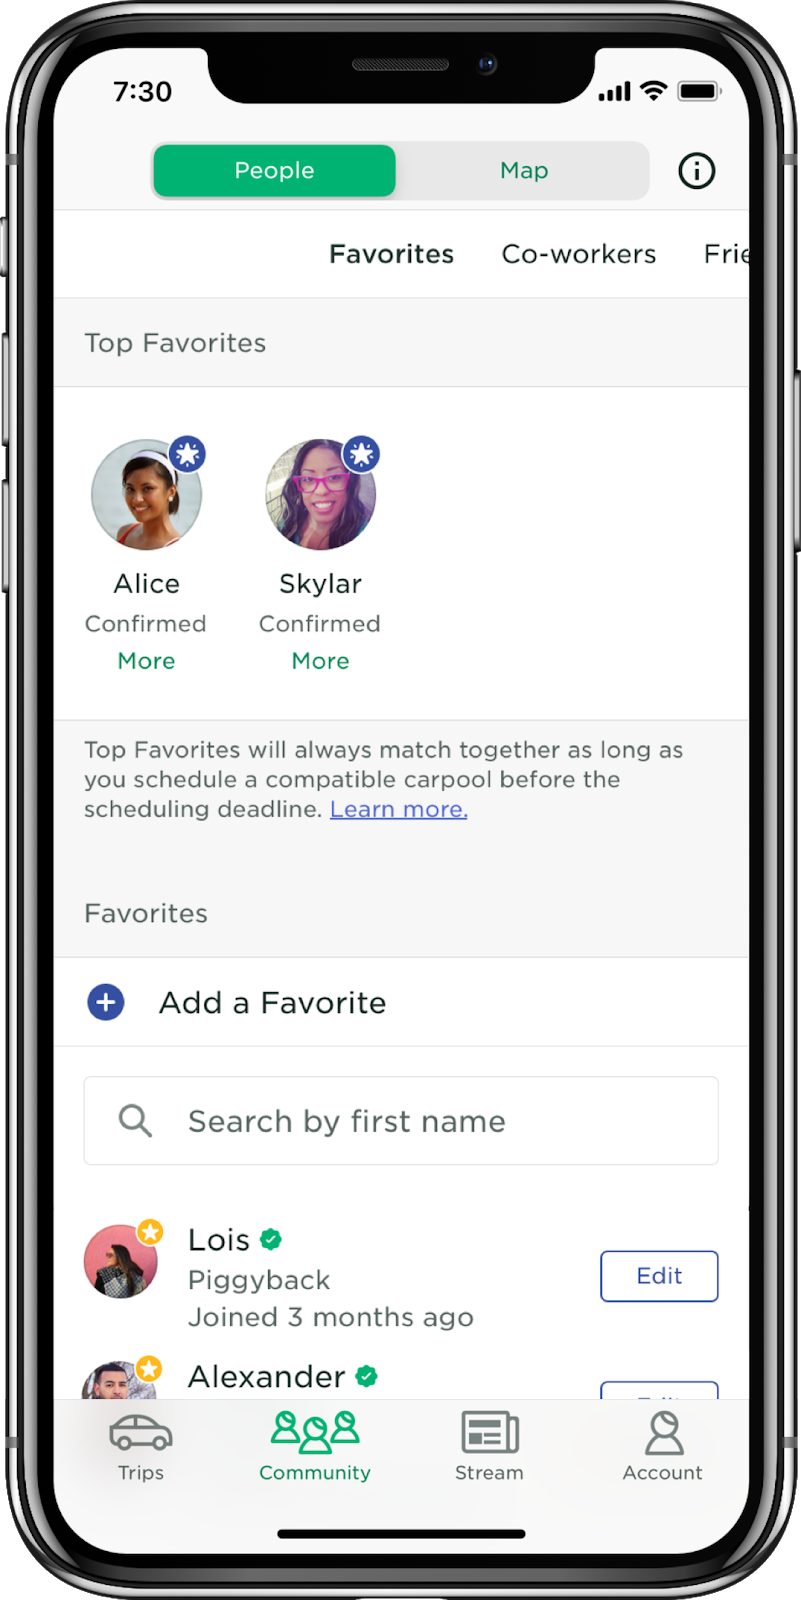 7:30
People Map
Favorites Co-workers Frie
Top Favorites
Alice Skylar
Confirmed Confirmed
More More
Top Favorites will always match together as long as
you schedule a compatible carpool before the
scheduling deadline. Learn more.
Favorites
Add a Favorite
Search by first name
Lois
Piggyback
Joined 3 months ago
Edit
Alexander
Trips Community Stream Account